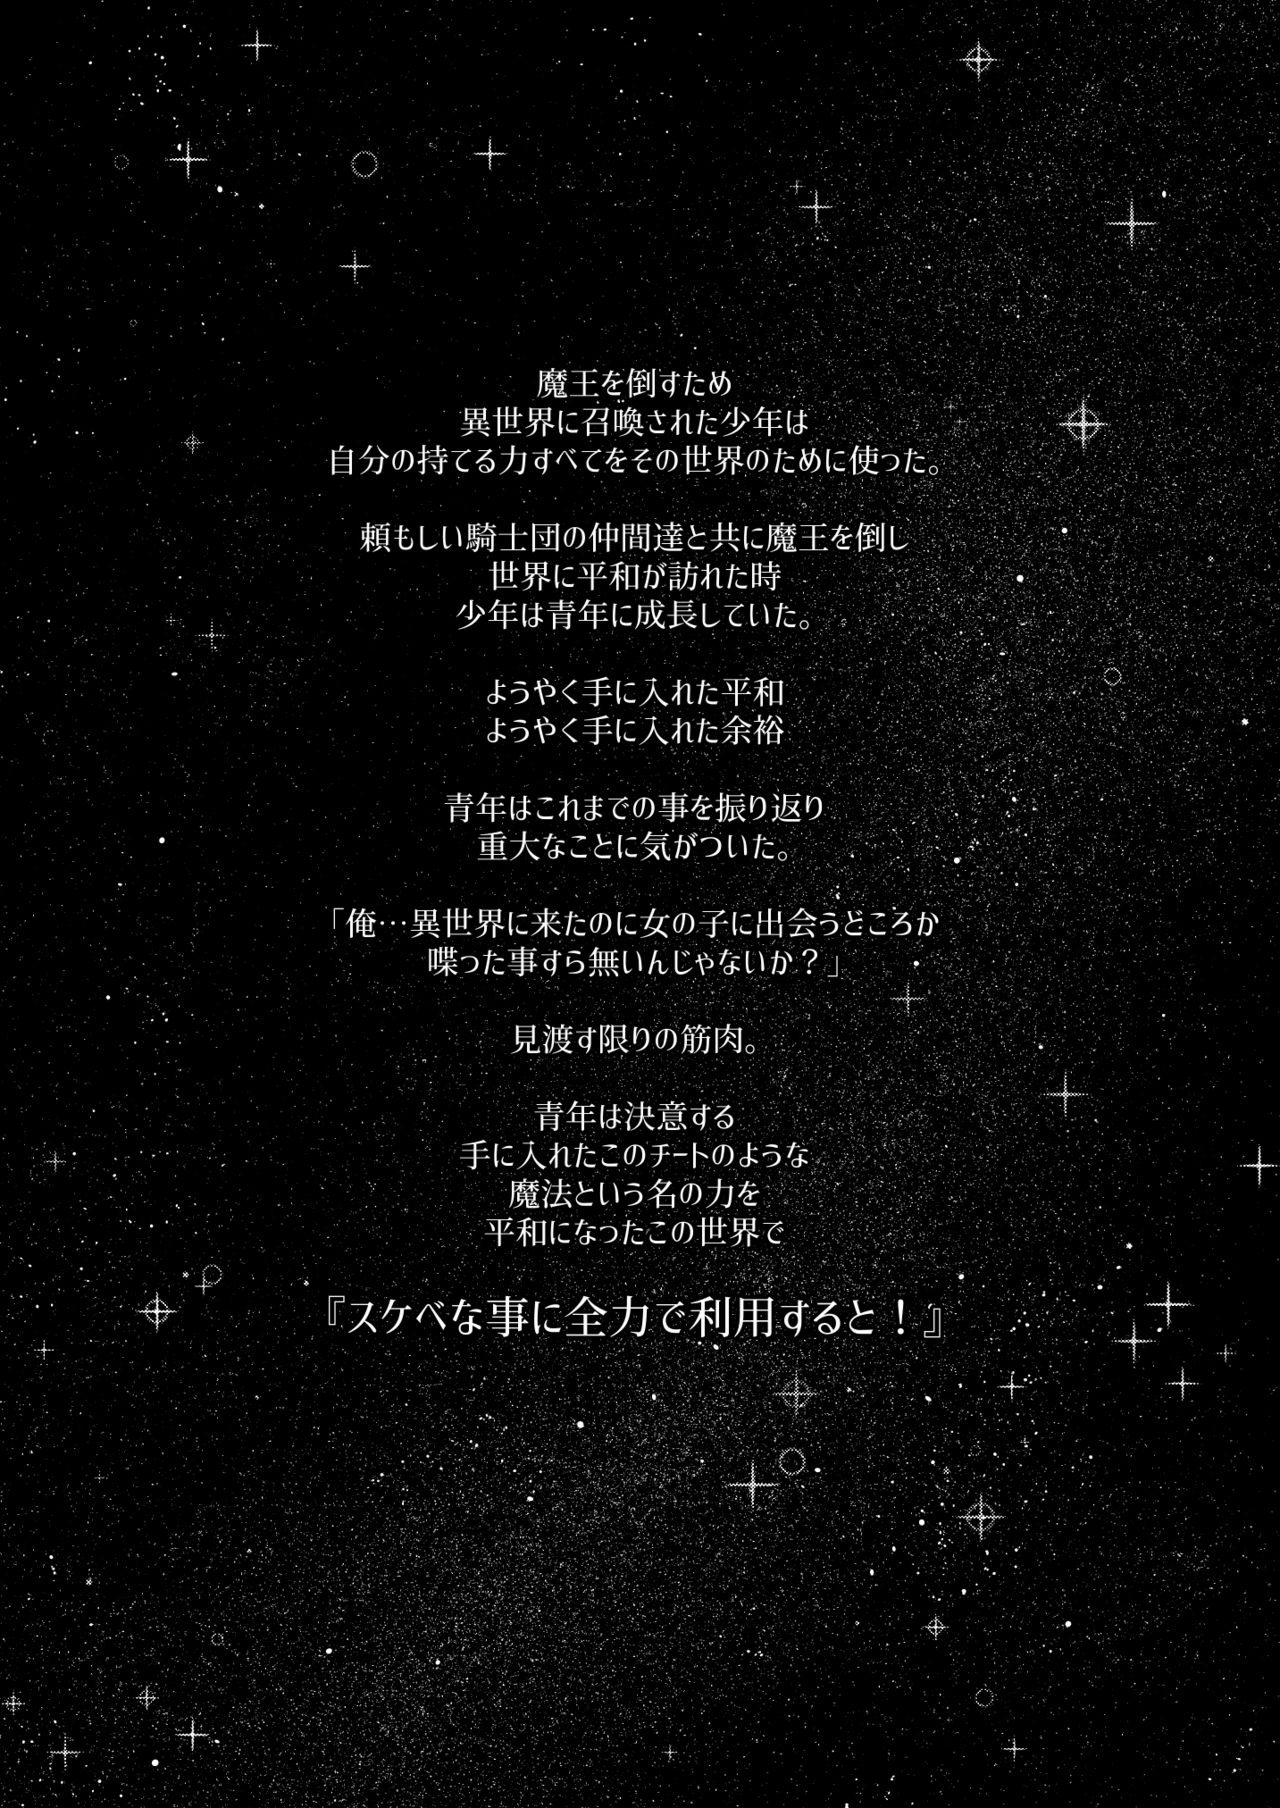 魔王を倒すため
異世界に召喚された少年は
自分の持てる力すべてをその世界のために使った。
頼もしい騎士団の仲間達と共に魔王を倒し
世界に平和が訪れた時
少年は青年に成長していた。
ようやく手に入れた平和
ようやく手に入れた余裕
青年はこれまでの事を振り返り
重大なことに気がついた。
「俺…異世界に来たのに女の子に出会うどころか
喋った事すら無いんじゃないか？」
見渡す限りの筋肉。
青年は決意する
手に入れたこのチートのような
魔法という名の力を
平和になったこの世界で
『スケベな事に全力で利用すると！』